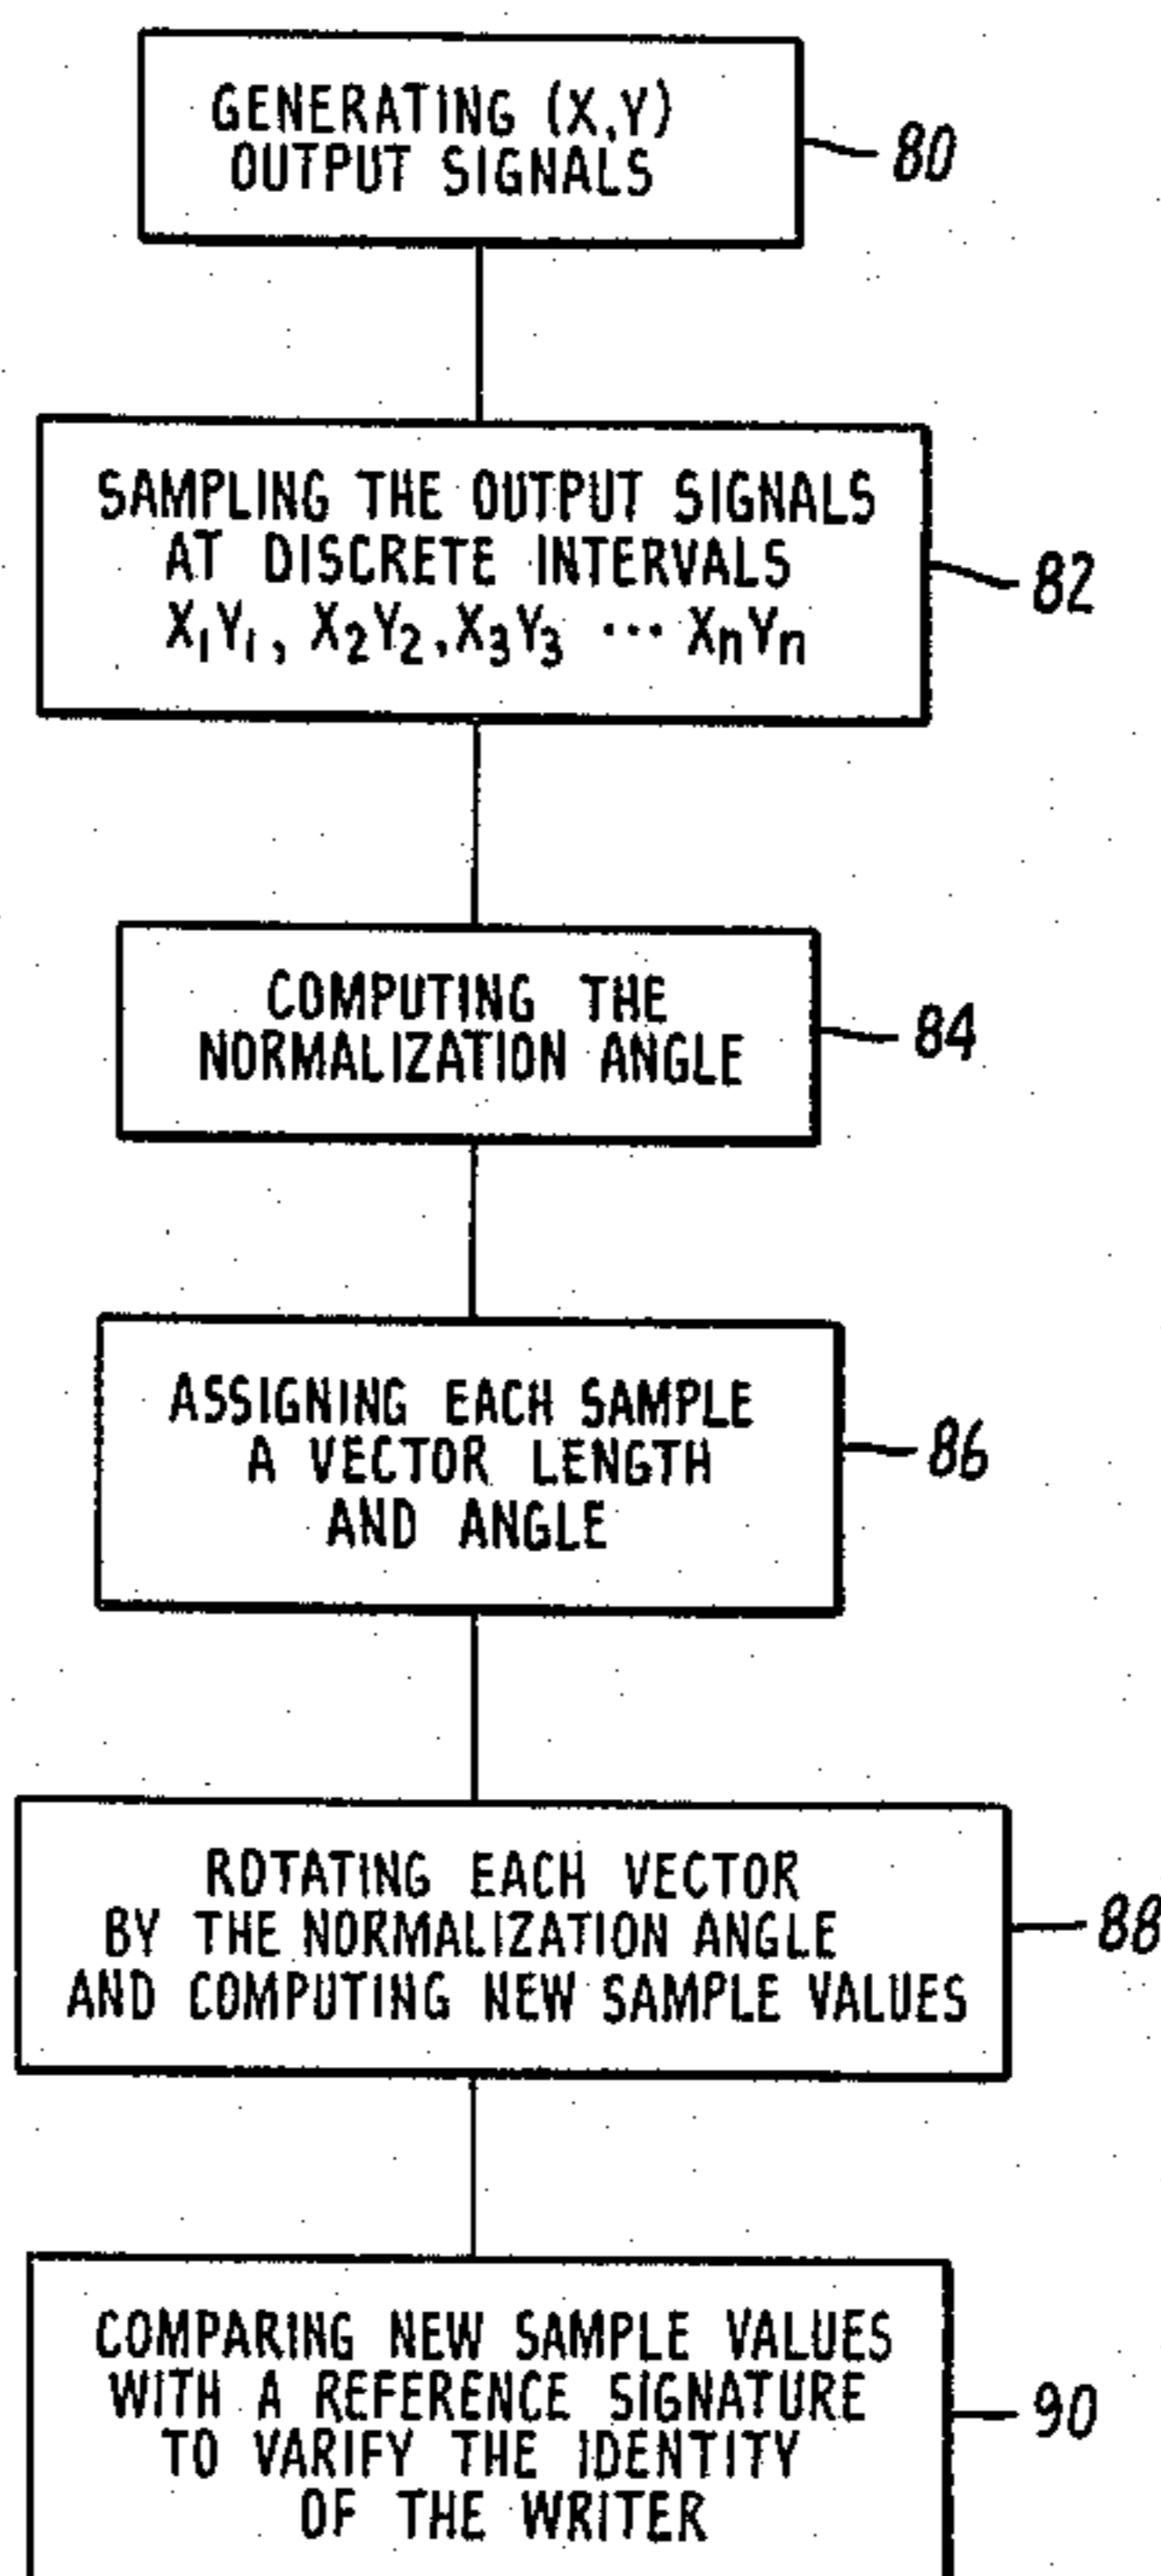 GENERATING (X,Y)
OUTPUT SIGNALS
80
SAMPLING THE OUTPUT SIGNALS
AT DISCRETE INTERVALS
X₁Y₁, X₂Y₂, X₃Y₃ ... XₙYₙ
82
COMPUTING THE
NORMALIZATION ANGLE
84
ASSIGNING EACH SAMPLE
A VECTOR LENGTH
AND ANGLE
86
ROTATING EACH VECTOR
BY THE NORMALIZATION ANGLE
AND COMPUTING NEW SAMPLE VALUES
88
COMPARING NEW SAMPLE VALUES
WITH A REFERENCE SIGNATURE
TO VARIFY THE IDENTITY
OF THE WRITER
90